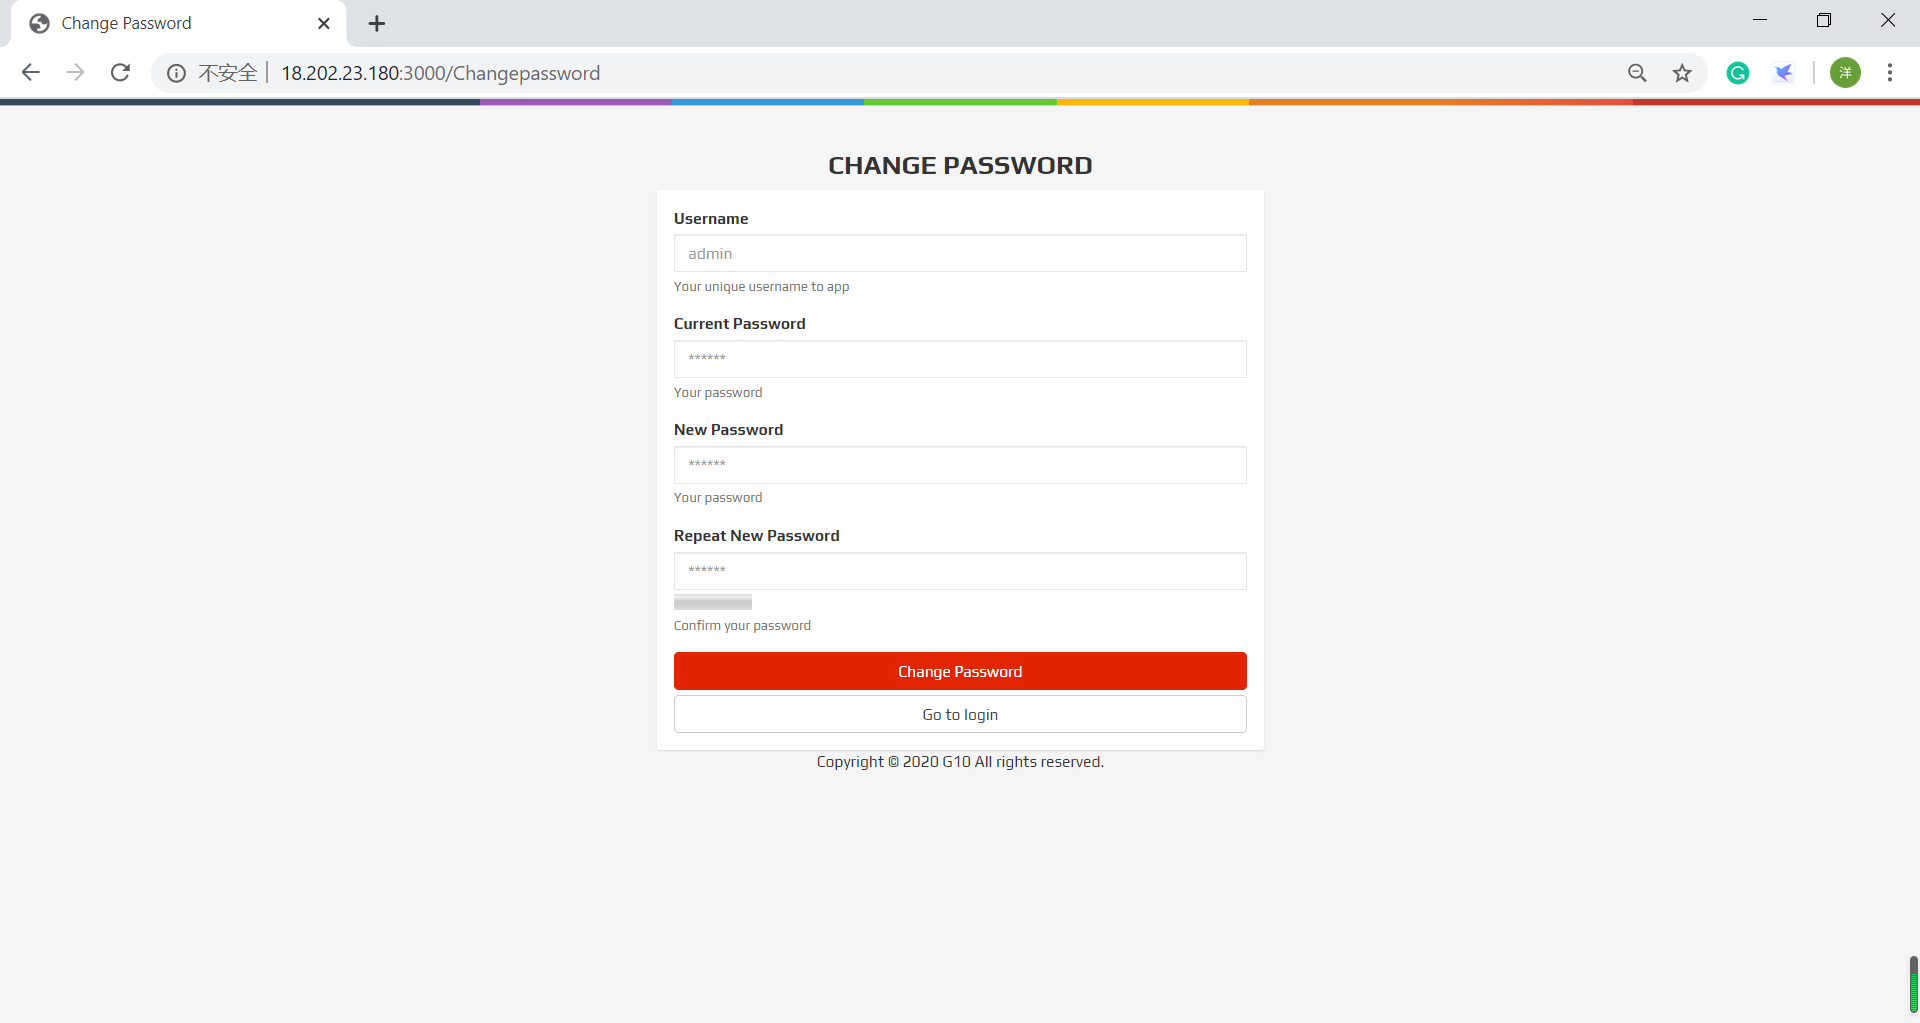 Change Password
不安全 18.202.23.180:3000/Changepassword
洋
CHANGE PASSWORD
Username
admin
Your unique username to app
Current Password
******
Your password
New Password
******
Your password
Repeat New Password
******
Confirm your password
Change Password
Go to login
Copyright © 2020 G10 All rights reserved.